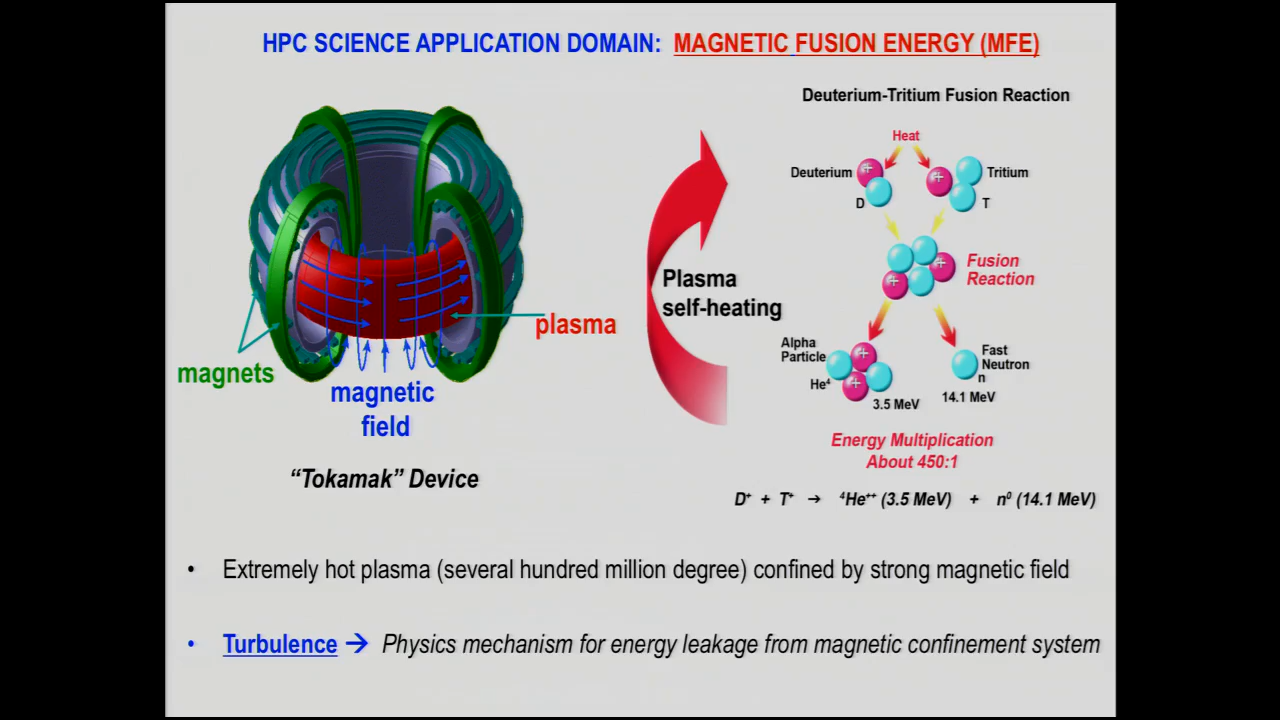 HPC SCIENCE APPLICATION DOMAIN: MAGNETIC FUSION ENERGY (MFE)
magnets
magnetic
field
plasma
“Tokamak” Device
Plasma
self-heating
Deuterium-Tritium Fusion Reaction
Heat
Deuterium
+
+
Tritium
D
T
+
+
Fusion
Reaction
Alpha
Particle
He⁴
+
+
3.5 MeV
Fast
Neutron
n
14.1 MeV
Energy Multiplication
About 450:1
D⁺ + T⁺ → ⁴He⁺⁺ (3.5 MeV) + n⁰ (14.1 MeV)
• Extremely hot plasma (several hundred million degree) confined by strong magnetic field
• Turbulence → Physics mechanism for energy leakage from magnetic confinement system